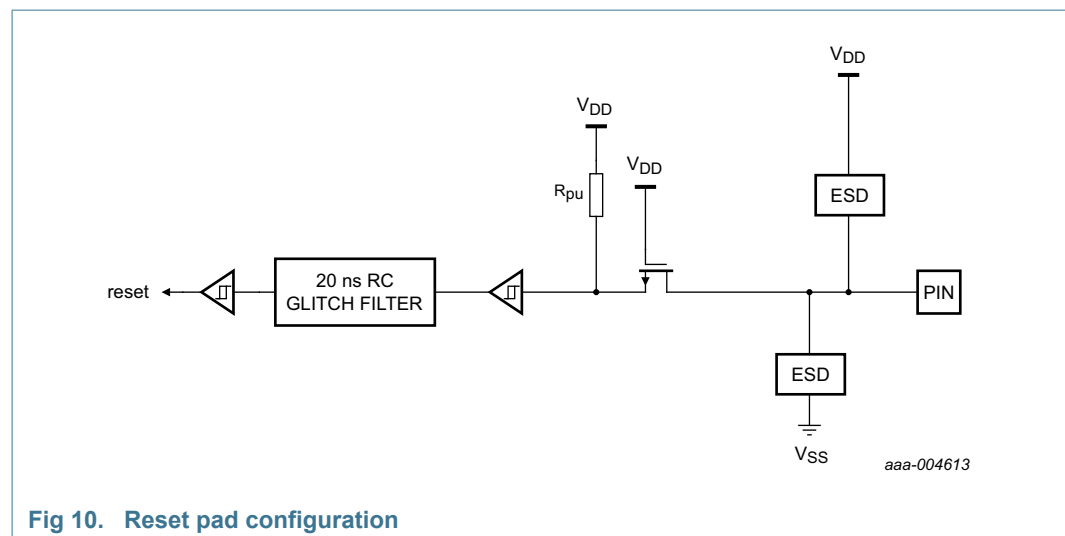 VDD
VDD
VDD
Rpu
ESD
reset
20 ns RC
GLITCH FILTER
PIN
ESD
VSS
aaa-004613
Fig 10. Reset pad configuration